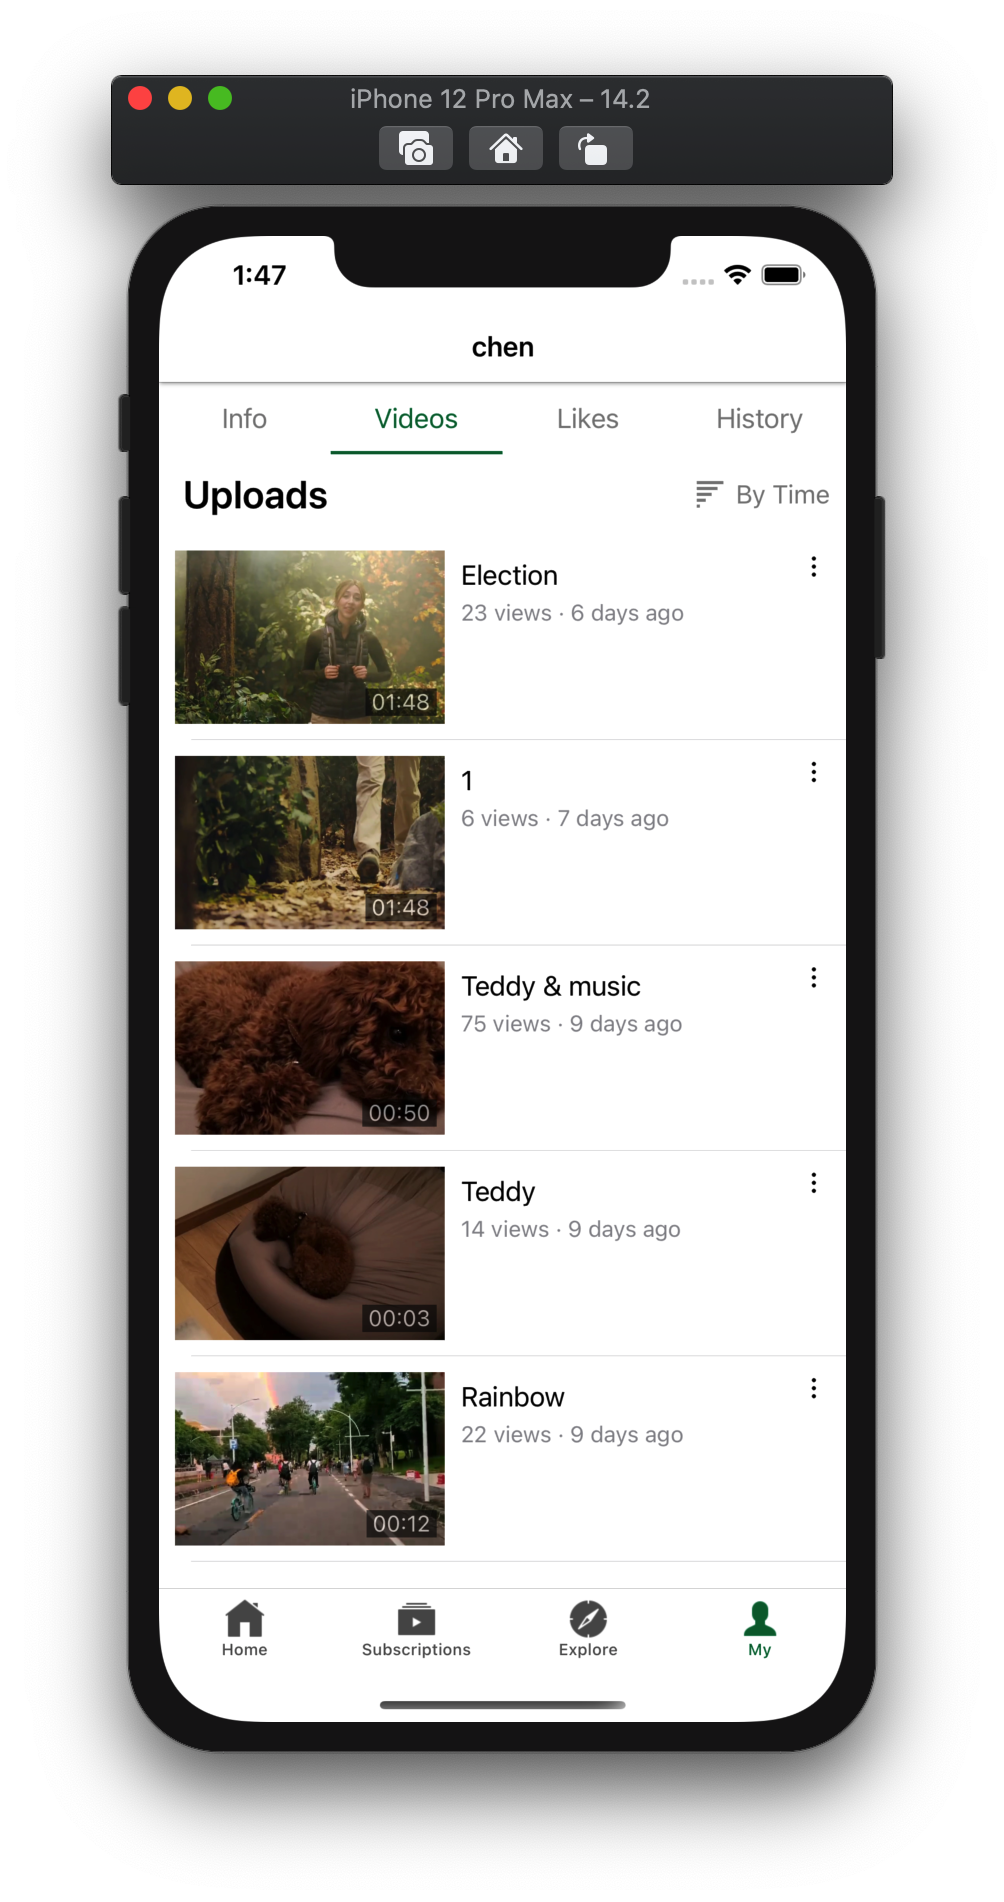 iPhone 12 Pro Max – 14.2
1:47
chen
Info Videos Likes History
Uploads By Time
Election
23 views · 6 days ago
01:48
1
6 views · 7 days ago
01:48
Teddy & music
75 views · 9 days ago
00:50
Teddy
14 views · 9 days ago
00:03
Rainbow
22 views · 9 days ago
00:12
Home Subscriptions Explore My